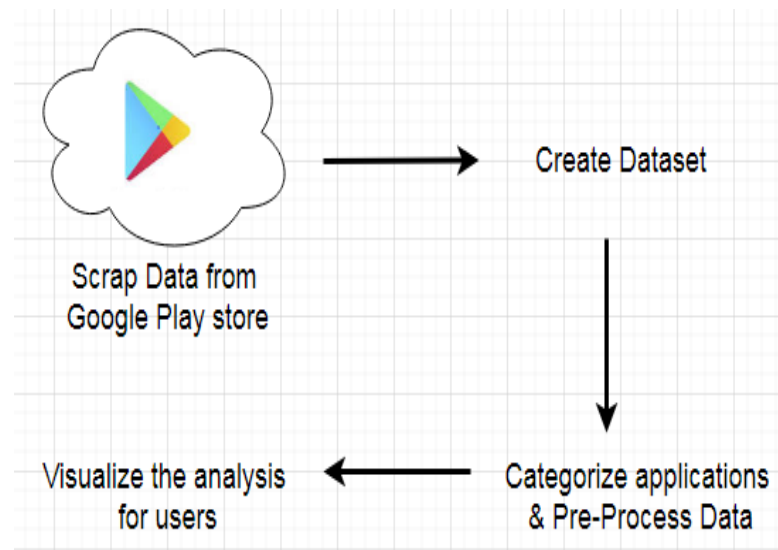 Scrap Data from
Google Play store
Create Dataset
Categorize applications
& Pre-Process Data
Visualize the analysis
for users